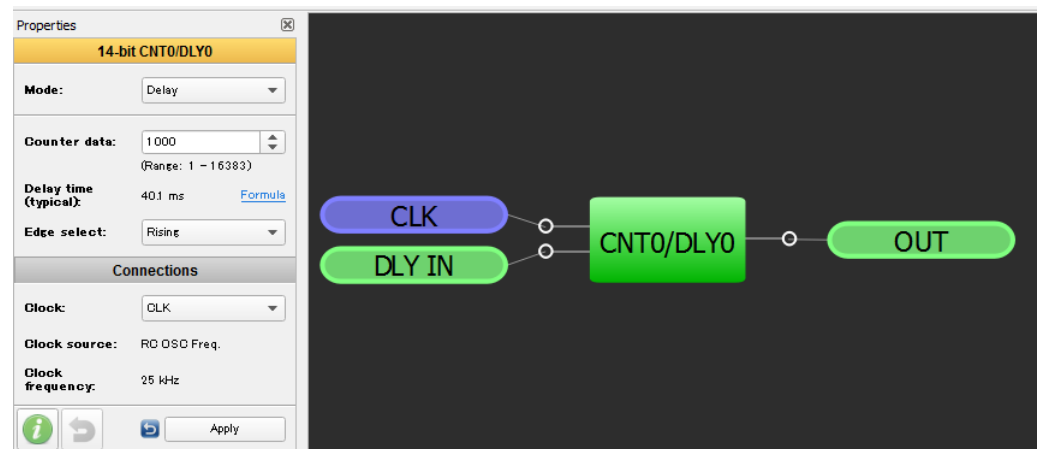 Properties
14-bit CNT0/DLY0
Mode: Delay
Counter data: 1000
(Range: 1 - 16383)
Delay time (typical): 40.1 ms Formula
Edge select: Rising
Connections
Clock: CLK
Clock source: RC OSC Freq.
Clock frequency: 25 kHz
Apply
CLK
DLY IN
CNT0/DLY0
OUT